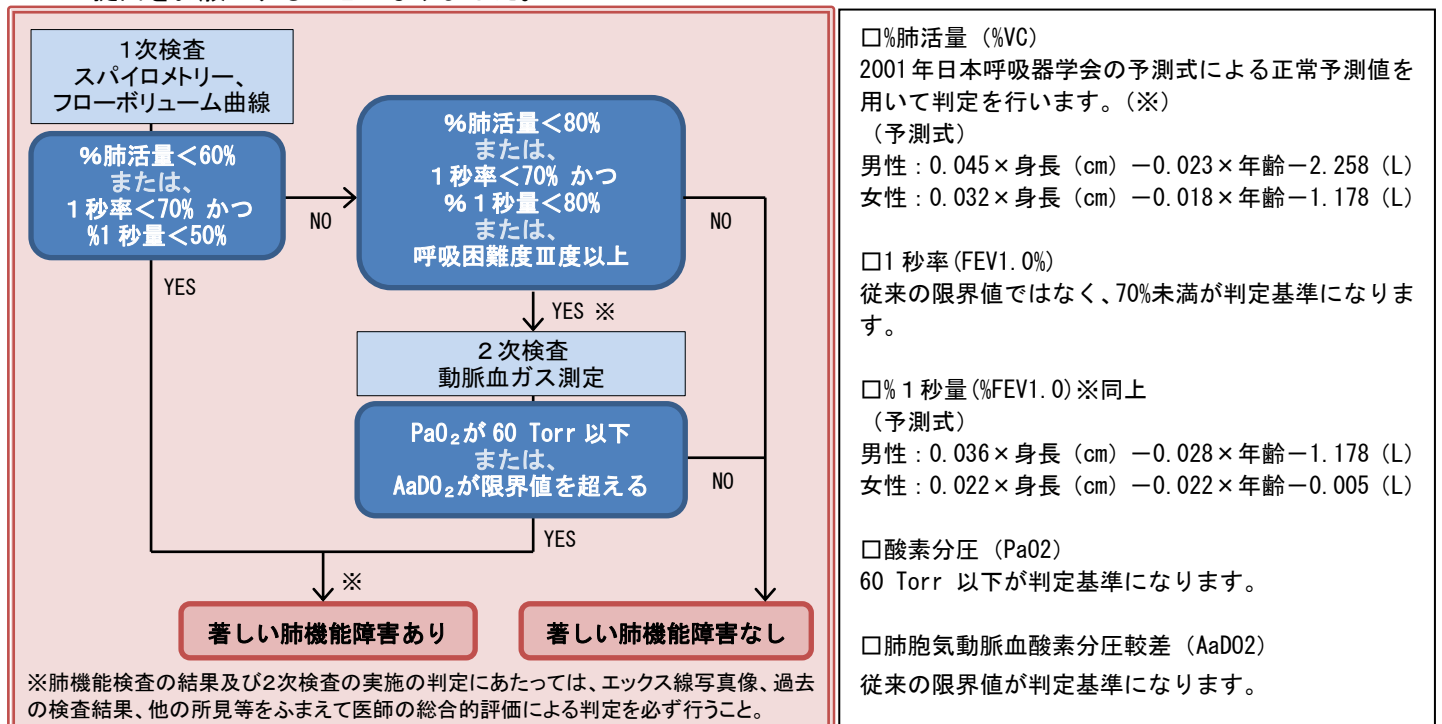 1次検査
スパイロメトリー、
フローボリューム曲線
%肺活量<60%
または、
1秒率<70% かつ
%1秒量<50%
NO
YES
%肺活量<80%
または、
1秒率<70% かつ
%1秒量<80%
または、
呼吸困難度Ⅲ度以上
NO
YES ※
2次検査
動脈血ガス測定
PaO₂が 60 Torr 以下
または、
AaDO₂が限界値を超える
NO
YES
※
著しい肺機能障害あり
著しい肺機能障害なし
※肺機能検査の結果及び2次検査の実施の判定にあたっては、エックス線写真像、過去
の検査結果、他の所見等をふまえて医師の総合的評価による判定を必ず行うこと。
□%肺活量（%VC）
2001年日本呼吸器学会の予測式による正常予測値を
用いて判定を行います。（※）
（予測式）
男性：0.045×身長（cm）－0.023×年齢－2.258（L）
女性：0.032×身長（cm）－0.018×年齢－1.178（L）
□1秒率(FEV1.0%)
従来の限界値ではなく、70%未満が判定基準になりま
す。
□%1秒量(%FEV1.0)※同上
（予測式）
男性：0.036×身長（cm）－0.028×年齢－1.178（L）
女性：0.022×身長（cm）－0.022×年齢－0.005（L）
□酸素分圧（PaO2）
60 Torr 以下が判定基準になります。
□肺胞気動脈血酸素分圧較差（AaDO2）
従来の限界値が判定基準になります。